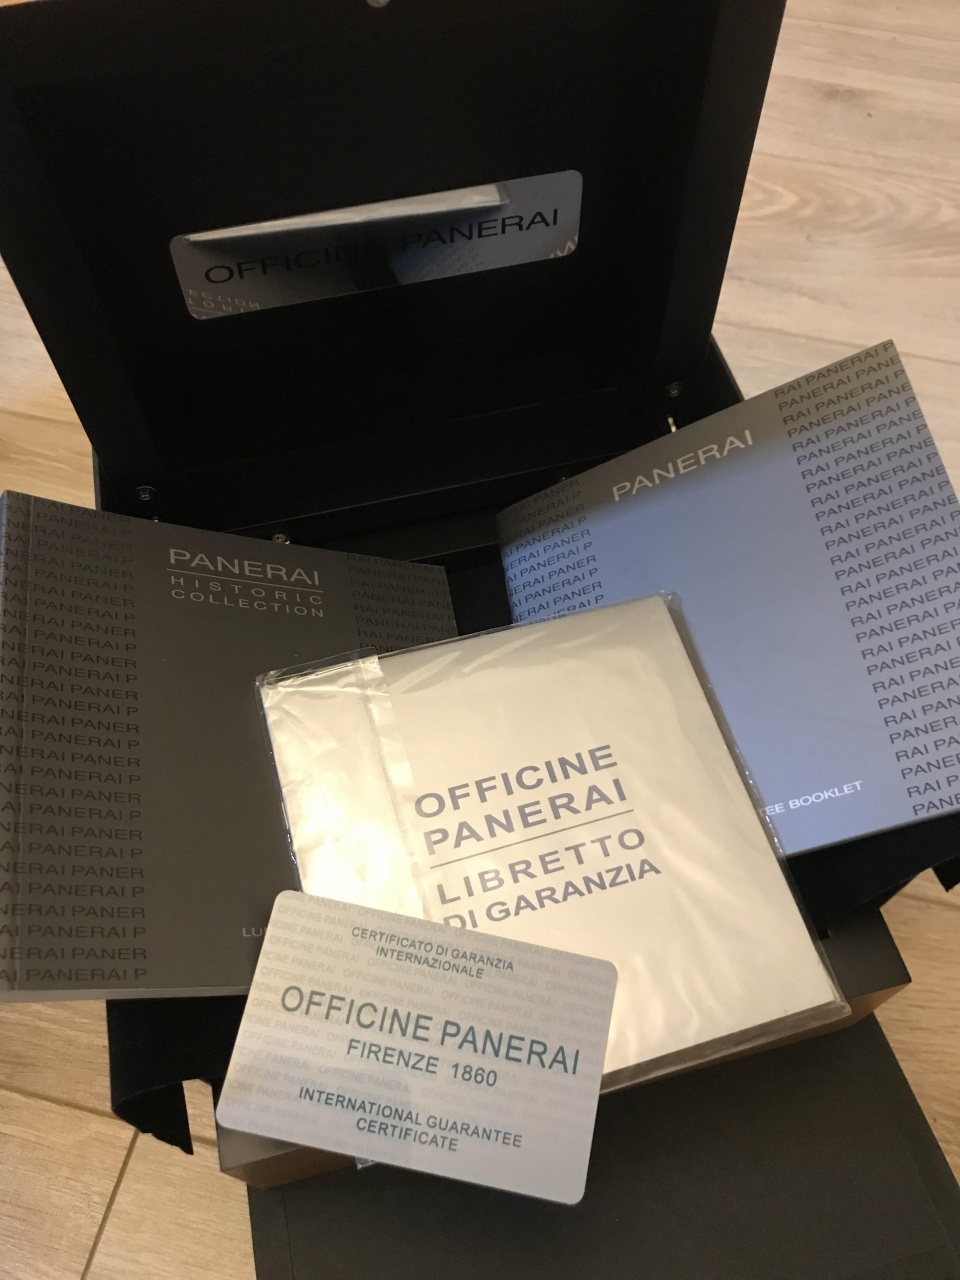 OFFICINE PANERAI
PANERAI
HISTORIC
COLLECTION
PANERAI
BOOKLET
OFFICINE
PANERAI
LIBRETTO
DI GARANZIA
CERTIFICATO DI GARANZIA
INTERNAZIONALE
OFFICINE PANERAI
FIRENZE 1860
INTERNATIONAL GUARANTEE
CERTIFICATE